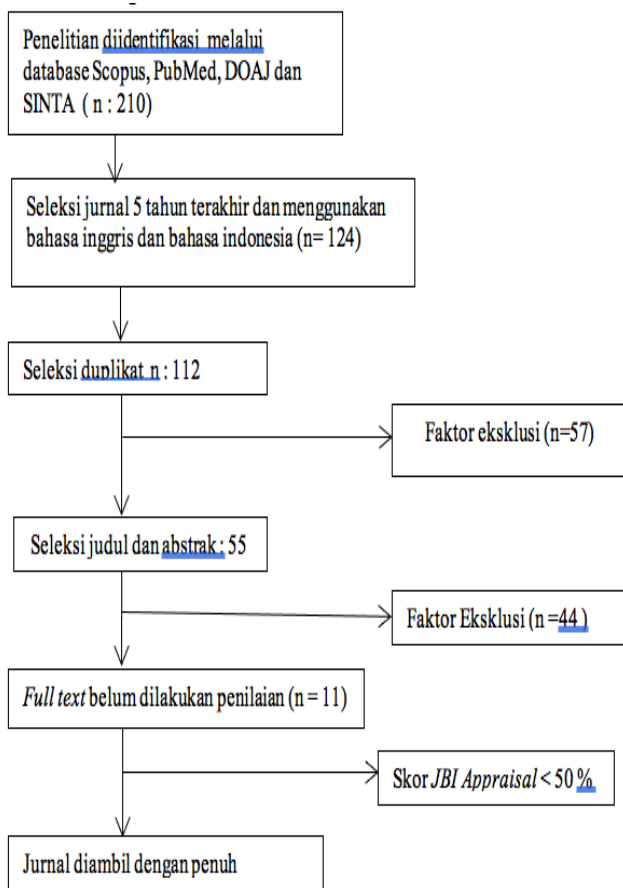 Penelitian diidentifikasi melalui
database Scopus, PubMed, DOAJ dan
SINTA ( n : 210)
Seleksi jurnal 5 tahun terakhir dan menggunakan
bahasa inggris dan bahasa indonesia (n= 124)
Seleksi duplikat n : 112
Faktor eksklusi (n=57)
Seleksi judul dan abstrak : 55
Faktor Eksklusi (n =44 )
Full text belum dilakukan penilaian (n = 11)
Skor JBI Appraisal < 50 %
Jurnal diambil dengan penuh